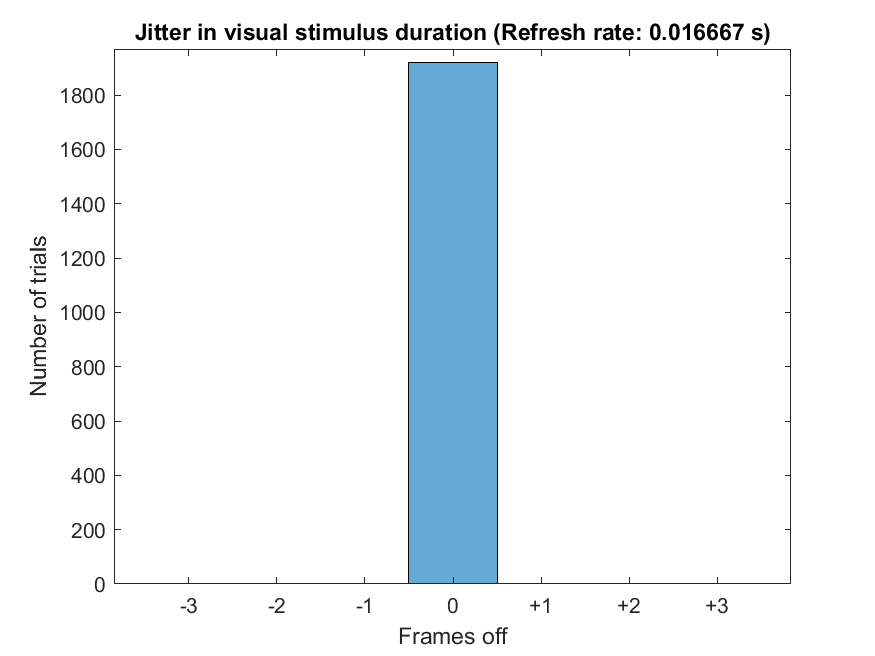 Jitter in visual stimulus duration (Refresh rate: 0.016667 s)
1800
1600
1400
1200
1000
800
600
400
200
0
Number of trials
-3 -2 -1 0 +1 +2 +3
Frames off